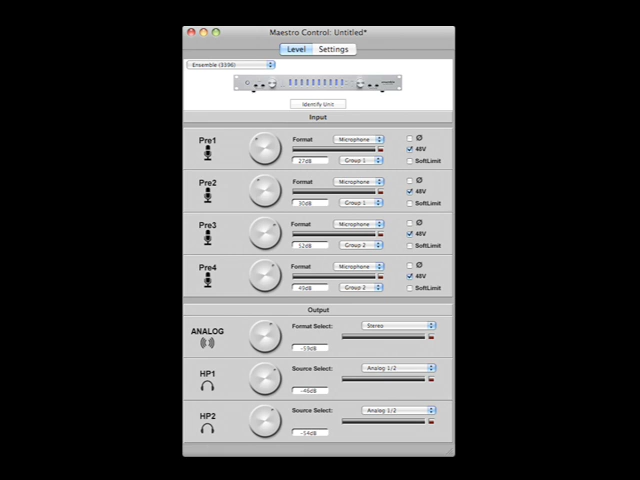 Maestro Control: Untitled*
Level Settings
Ensemble (3396)
Identify Unit
Input
Pre1 Format Microphone Ø
48V
27dB Group 1 SoftLimit
Pre2 Format Microphone Ø
48V
30dB Group 1 SoftLimit
Pre3 Format Microphone Ø
48V
52dB Group 2 SoftLimit
Pre4 Format Microphone Ø
48V
49dB Group 2 SoftLimit
Output
ANALOG Format Select: Stereo
-59dB
HP1 Source Select: Analog 1/2
-46dB
HP2 Source Select: Analog 1/2
-54dB